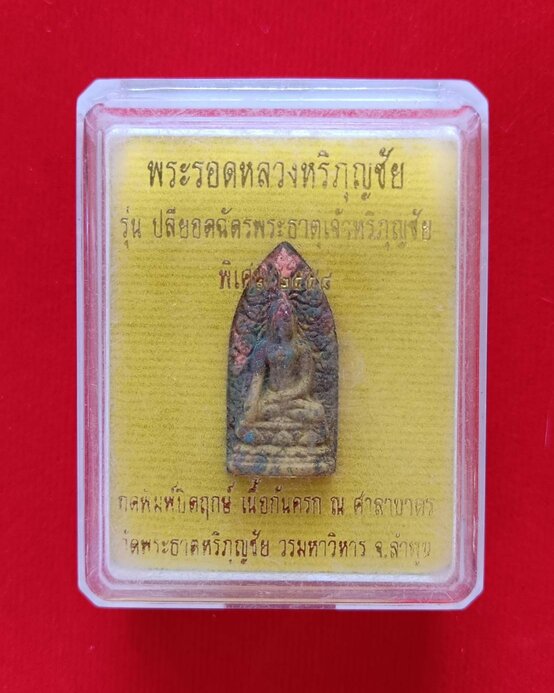 พระรอดหลวงหริภุญชัย
รุ่น ปลียอดฉัตรพระธาตุเจ้าหริภุญชัย
กดพิมพ์ปิดฤกษ์ เนื้อก้นครก ณ ศาลาบาตร
วัดพระธาตุหริภุญชัย วรมหาวิหาร จ.ลำพูน